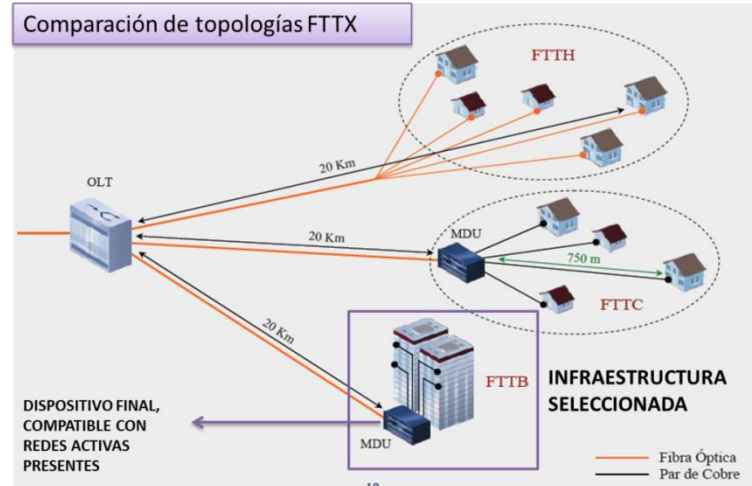 Comparación de topologías FTTX
FTTH
20 Km
OLT
MDU
20 Km
750 m
FTTC
20 Km
FTTB
INFRAESTRUCTURA
SELECCIONADA
DISPOSITIVO FINAL,
COMPATIBLE CON
REDES ACTIVAS
PRESENTES
MDU
Fibra Óptica
Par de Cobre